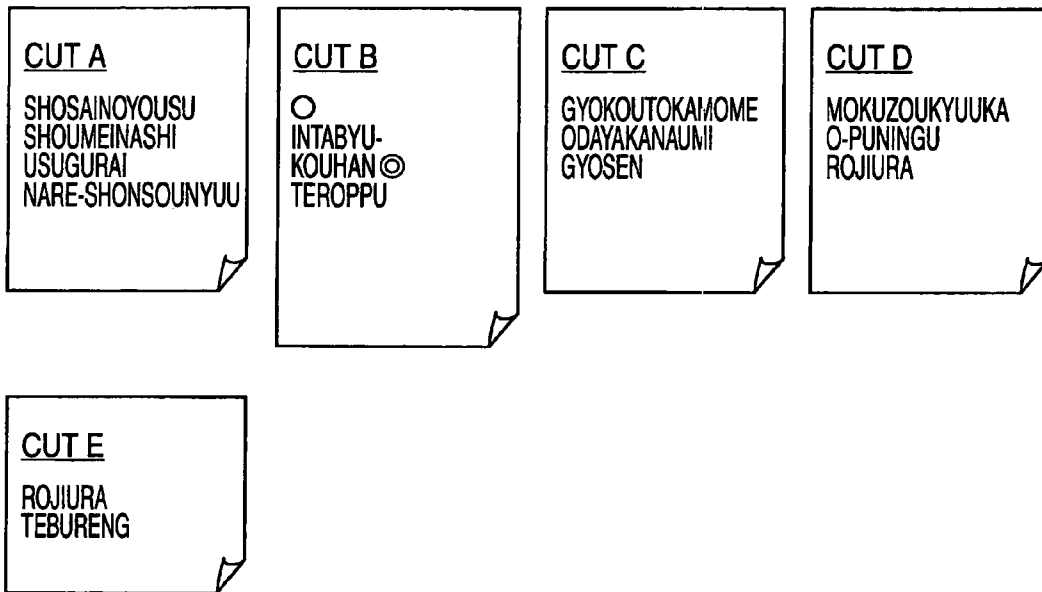 CUT A
SHOSAINOYOUSU
SHOUMEINASHI
USUGURAI
NARE-SHONSOUNYUU
CUT B
○
INTABYU-
KOUHAN◎
TEROPPU
CUT C
GYOKOUTOKAMOME
ODAYAKANAUMI
GYOSEN
CUT D
MOKUZOUKYUUKA
O-PUNINGU
ROJIURA
CUT E
ROJIURA
TEBURENG